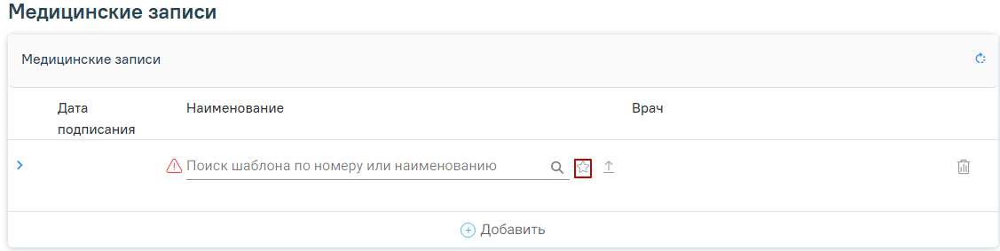 Медицинские записи
Медицинские записи
Дата подписания
Наименование
Врач
Поиск шаблона по номеру или наименованию
Добавить